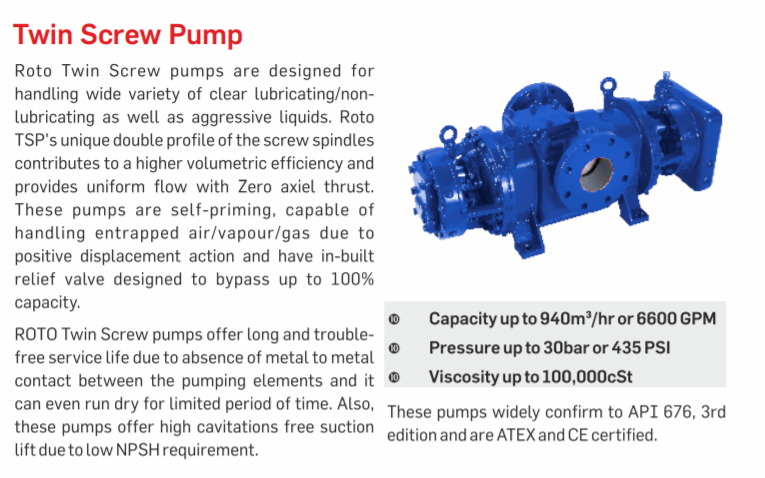 Twin Screw Pump
Roto Twin Screw pumps are designed for
handling wide variety of clear lubricating/non-
lubricating as well as aggressive liquids. Roto
TSP's unique double profile of the screw spindles
contributes to a higher volumetric efficiency and
provides uniform flow with Zero axiel thrust.
These pumps are self-priming, capable of
handling entrapped air/vapour/gas due to
positive displacement action and have in-built
relief valve designed to bypass up to 100%
capacity.
ROTO Twin Screw pumps offer long and trouble-
free service life due to absence of metal to metal
contact between the pumping elements and it
can even run dry for limited period of time. Also,
these pumps offer high cavitations free suction
lift due to low NPSH requirement.
❿ Capacity up to 940m³/hr or 6600 GPM
❿ Pressure up to 30bar or 435 PSI
❿ Viscosity up to 100,000cSt
These pumps widely confirm to API 676, 3rd
edition and are ATEX and CE certified.